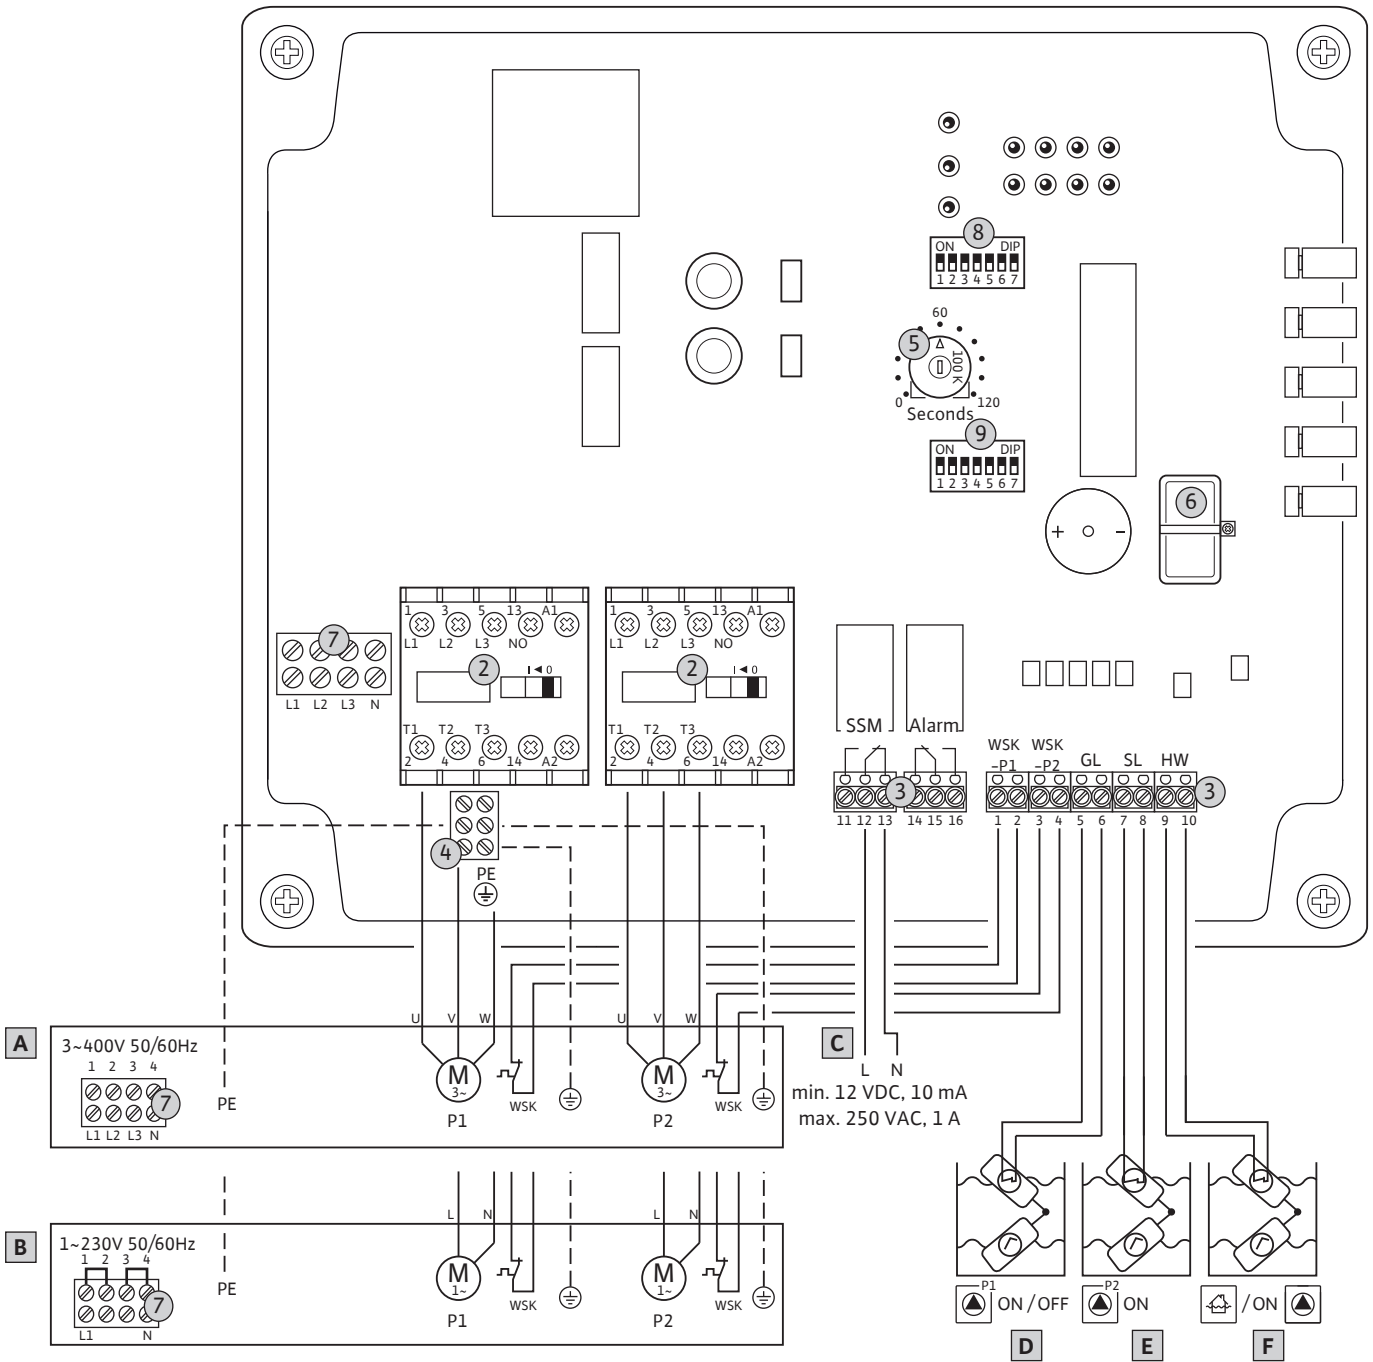 8
ON DIP
1 2 3 4 5 6 7
60
5
100 K
0 120
Seconds
9
ON DIP
1 2 3 4 5 6 7
6
+ −
1 3 5 13 A1
L1 L2 L3 NO
2
I ◄ 0
T1 T2 T3
2 4 6 14 A2
1 3 5 13 A1
L1 L2 L3 NO
2
I ◄ 0
T1 T2 T3
2 4 6 14 A2
7
L1 L2 L3 N
SSM Alarm
WSK WSK
–P1 –P2 GL SL HW
3 3
11 12 13 14 15 16 1 2 3 4 5 6 7 8 9 10
4
PE
U V W U V W
A
3~400V 50/60Hz
1 2 3 4
7
L1 L2 L3 N
PE
M
3~
P1
WSK
M
3~
P2
WSK
C
L N
min. 12 VDC, 10 mA
max. 250 VAC, 1 A
L N L N
B
1~230V 50/60Hz
1 2 3 4
7
L1 N
PE
M
1~
P1
WSK
M
1~
P2
WSK
P1
ON / OFF
D
P2
ON
E
/ ON
F